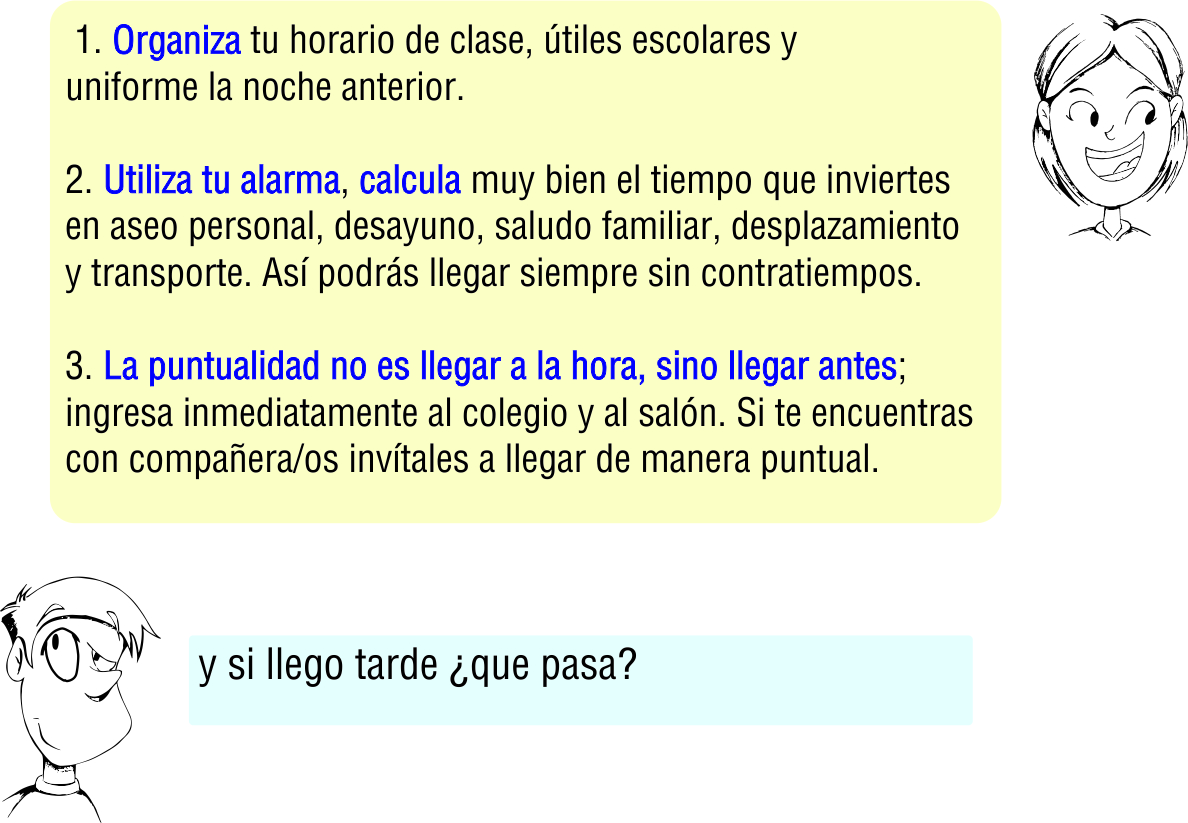 1. Organiza tu horario de clase, útiles escolares y
uniforme la noche anterior.
2. Utiliza tu alarma, calcula muy bien el tiempo que inviertes
en aseo personal, desayuno, saludo familiar, desplazamiento
y transporte. Así podrás llegar siempre sin contratiempos.
3. La puntualidad no es llegar a la hora, sino llegar antes;
ingresa inmediatamente al colegio y al salón. Si te encuentras
con compañera/os invítales a llegar de manera puntual.
y si llego tarde ¿que pasa?